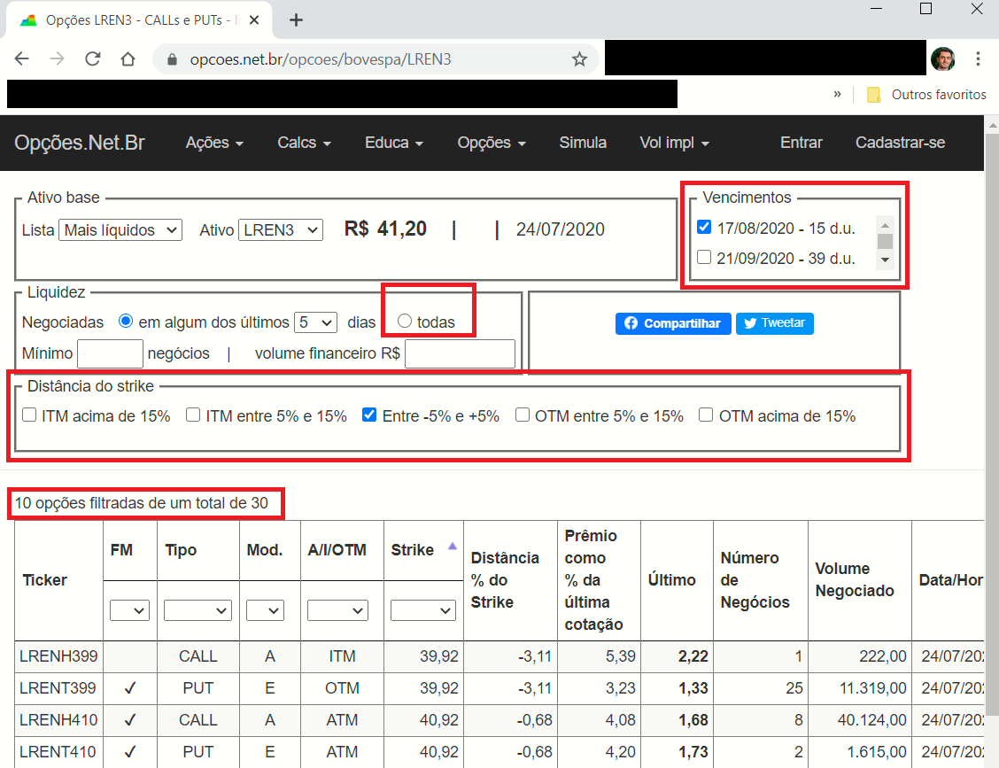 Opções LREN3 - CALLs e PUTs - I
opcoes.net.br/opcoes/bovespa/LREN3
» Outros favoritos
Opções.Net.Br Ações Calcs Educa Opções Simula Vol impl Entrar Cadastrar-se
Ativo base
Lista Mais líquidos Ativo LREN3 R$ 41,20 | | 24/07/2020
Vencimentos
17/08/2020 - 15 d.u.
21/09/2020 - 39 d.u.
Liquidez
Negociadas em algum dos últimos 5 dias todas
Mínimo negócios | volume financeiro R$
Compartilhar Tweetar
Distância do strike
ITM acima de 15% ITM entre 5% e 15% Entre -5% e +5% OTM entre 5% e 15% OTM acima de 15%
10 opções filtradas de um total de 30
Ticker FM Tipo Mod. A/I/OTM Strike Distância % do Strike Prêmio como % da última cotação Último Número de Negócios Volume Negociado Data/Hor
LRENH399 CALL A ITM 39,92 -3,11 5,39 2,22 1 222,00 24/07/202
LRENT399 ✓ PUT E OTM 39,92 -3,11 3,23 1,33 25 11.319,00 24/07/202
LRENH410 ✓ CALL A ATM 40,92 -0,68 4,08 1,68 8 40.124,00 24/07/202
LRENT410 ✓ PUT E ATM 40,92 -0,68 4,20 1,73 2 1.615,00 24/07/202